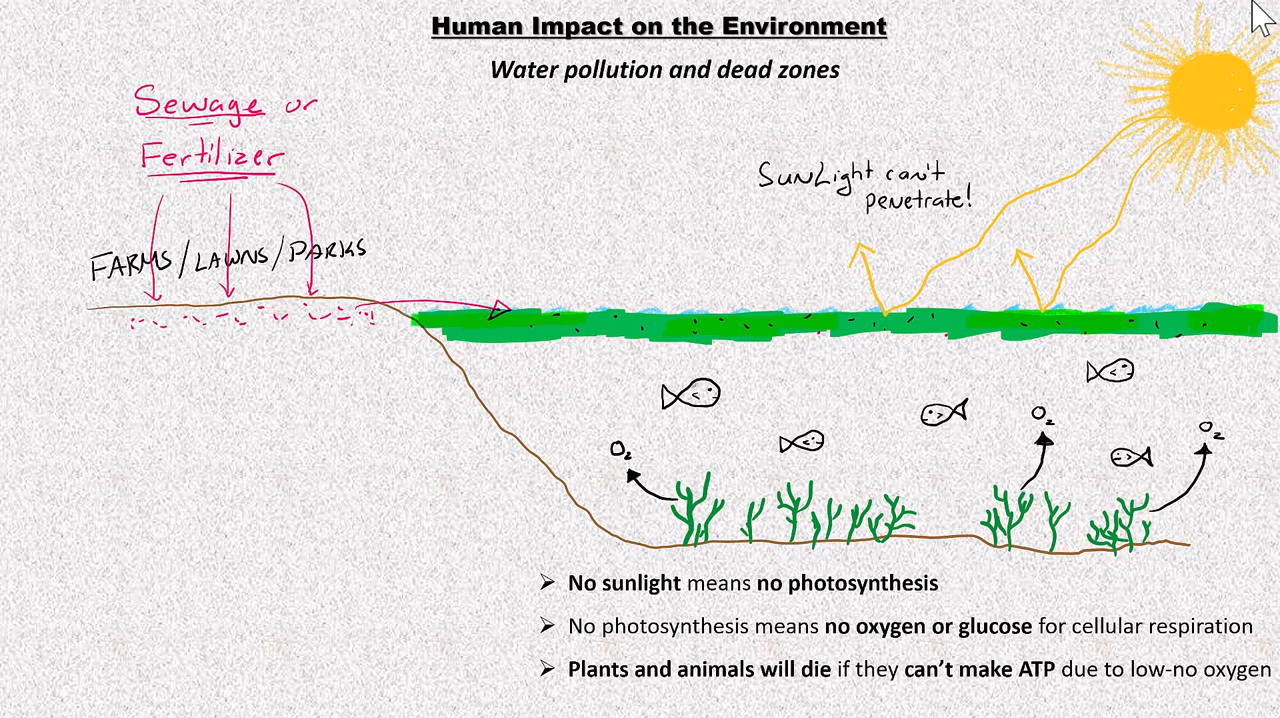 Human Impact on the Environment
Water pollution and dead zones
Sewage or
Fertilizer
FARMS/LAWNS/PARKS
SunLight can't
penetrate!
O₂
O₂
O₂
➢ No sunlight means no photosynthesis
➢ No photosynthesis means no oxygen or glucose for cellular respiration
➢ Plants and animals will die if they can’t make ATP due to low-no oxygen